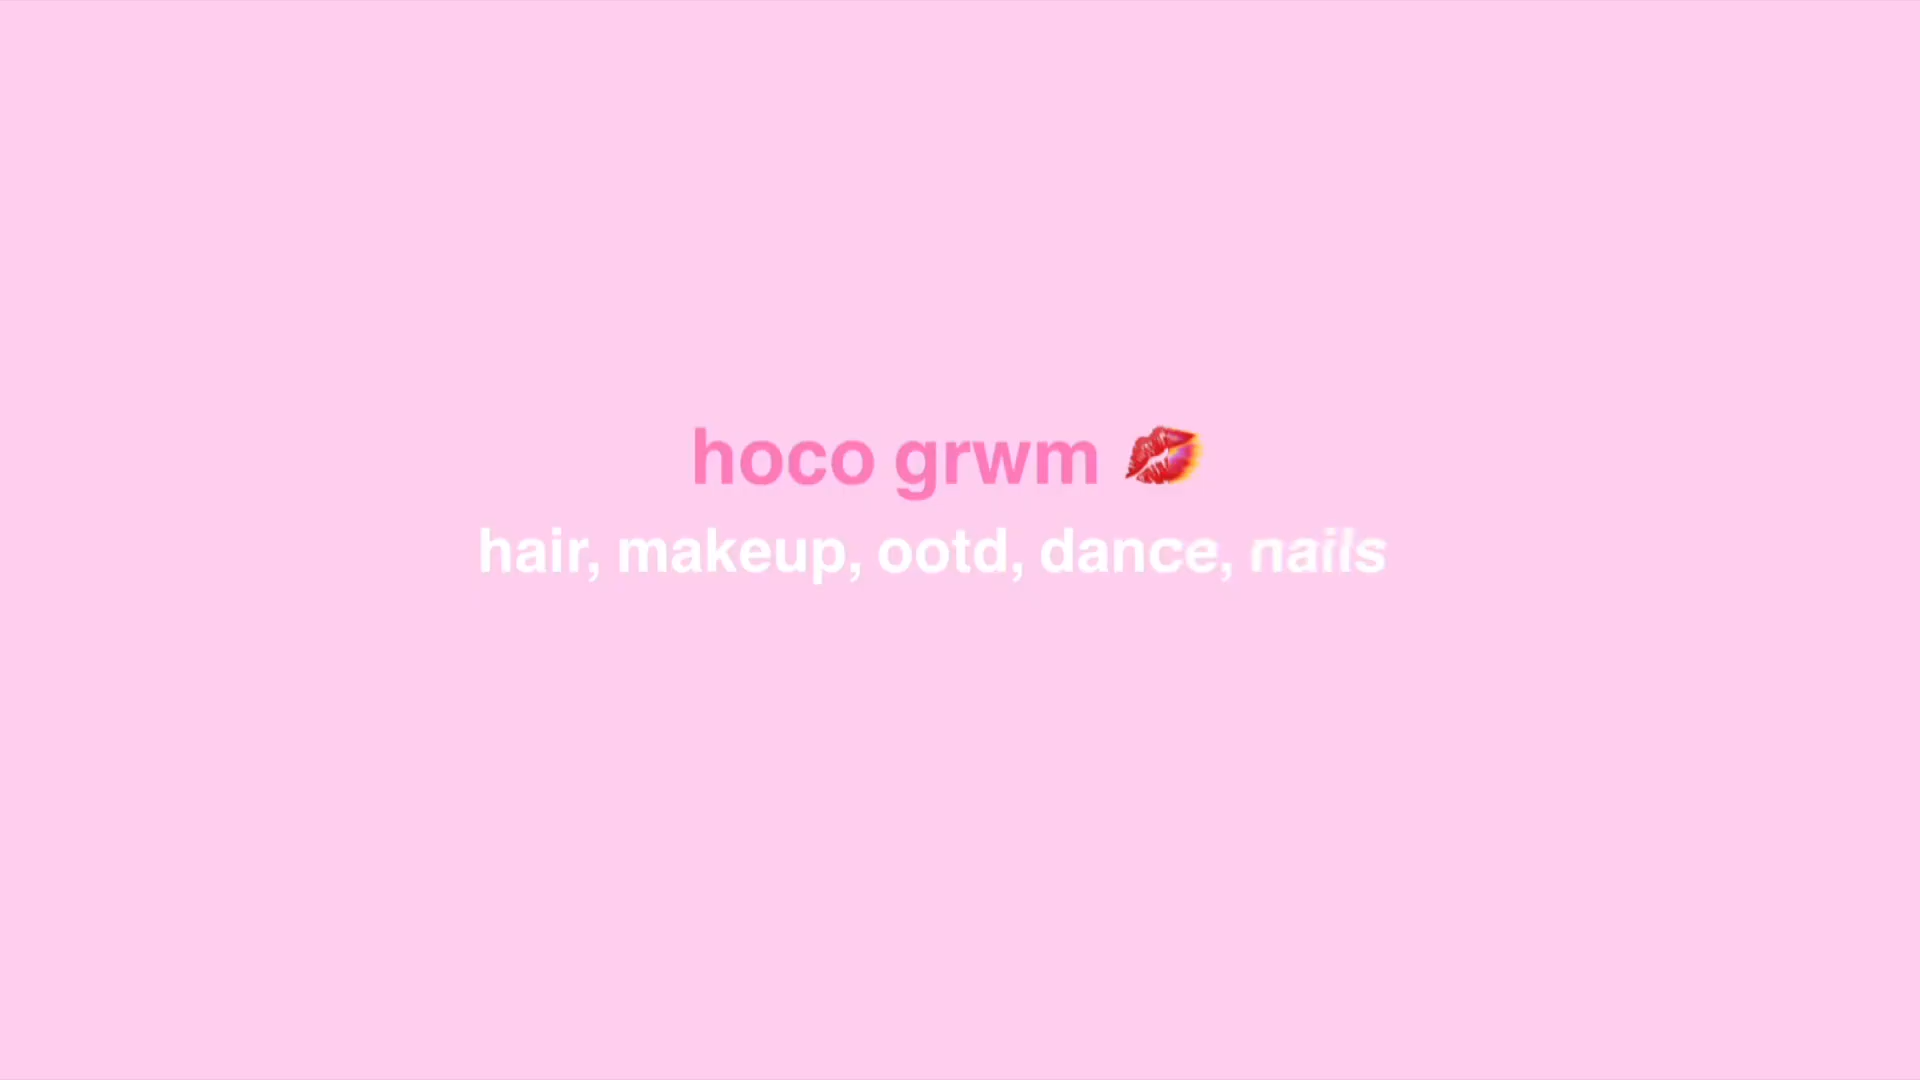 hoco grwm 💋
hair, makeup, ootd, dance, nails